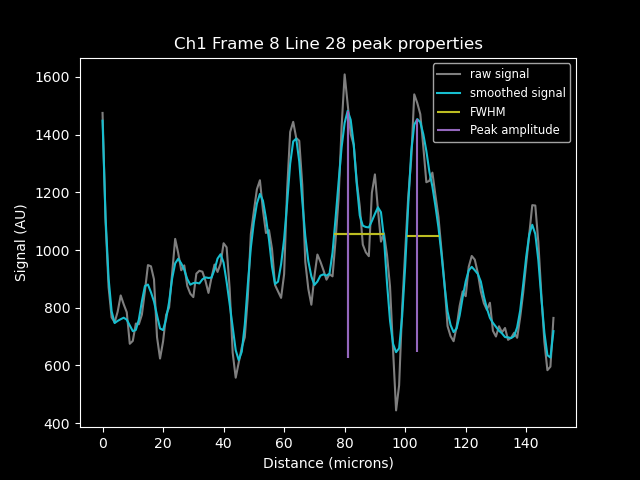 Ch1 Frame 8 Line 28 peak properties
raw signal
smoothed signal
FWHM
Peak amplitude
Signal (AU)
1600
1400
1200
1000
800
600
400
0 20 40 60 80 100 120 140
Distance (microns)